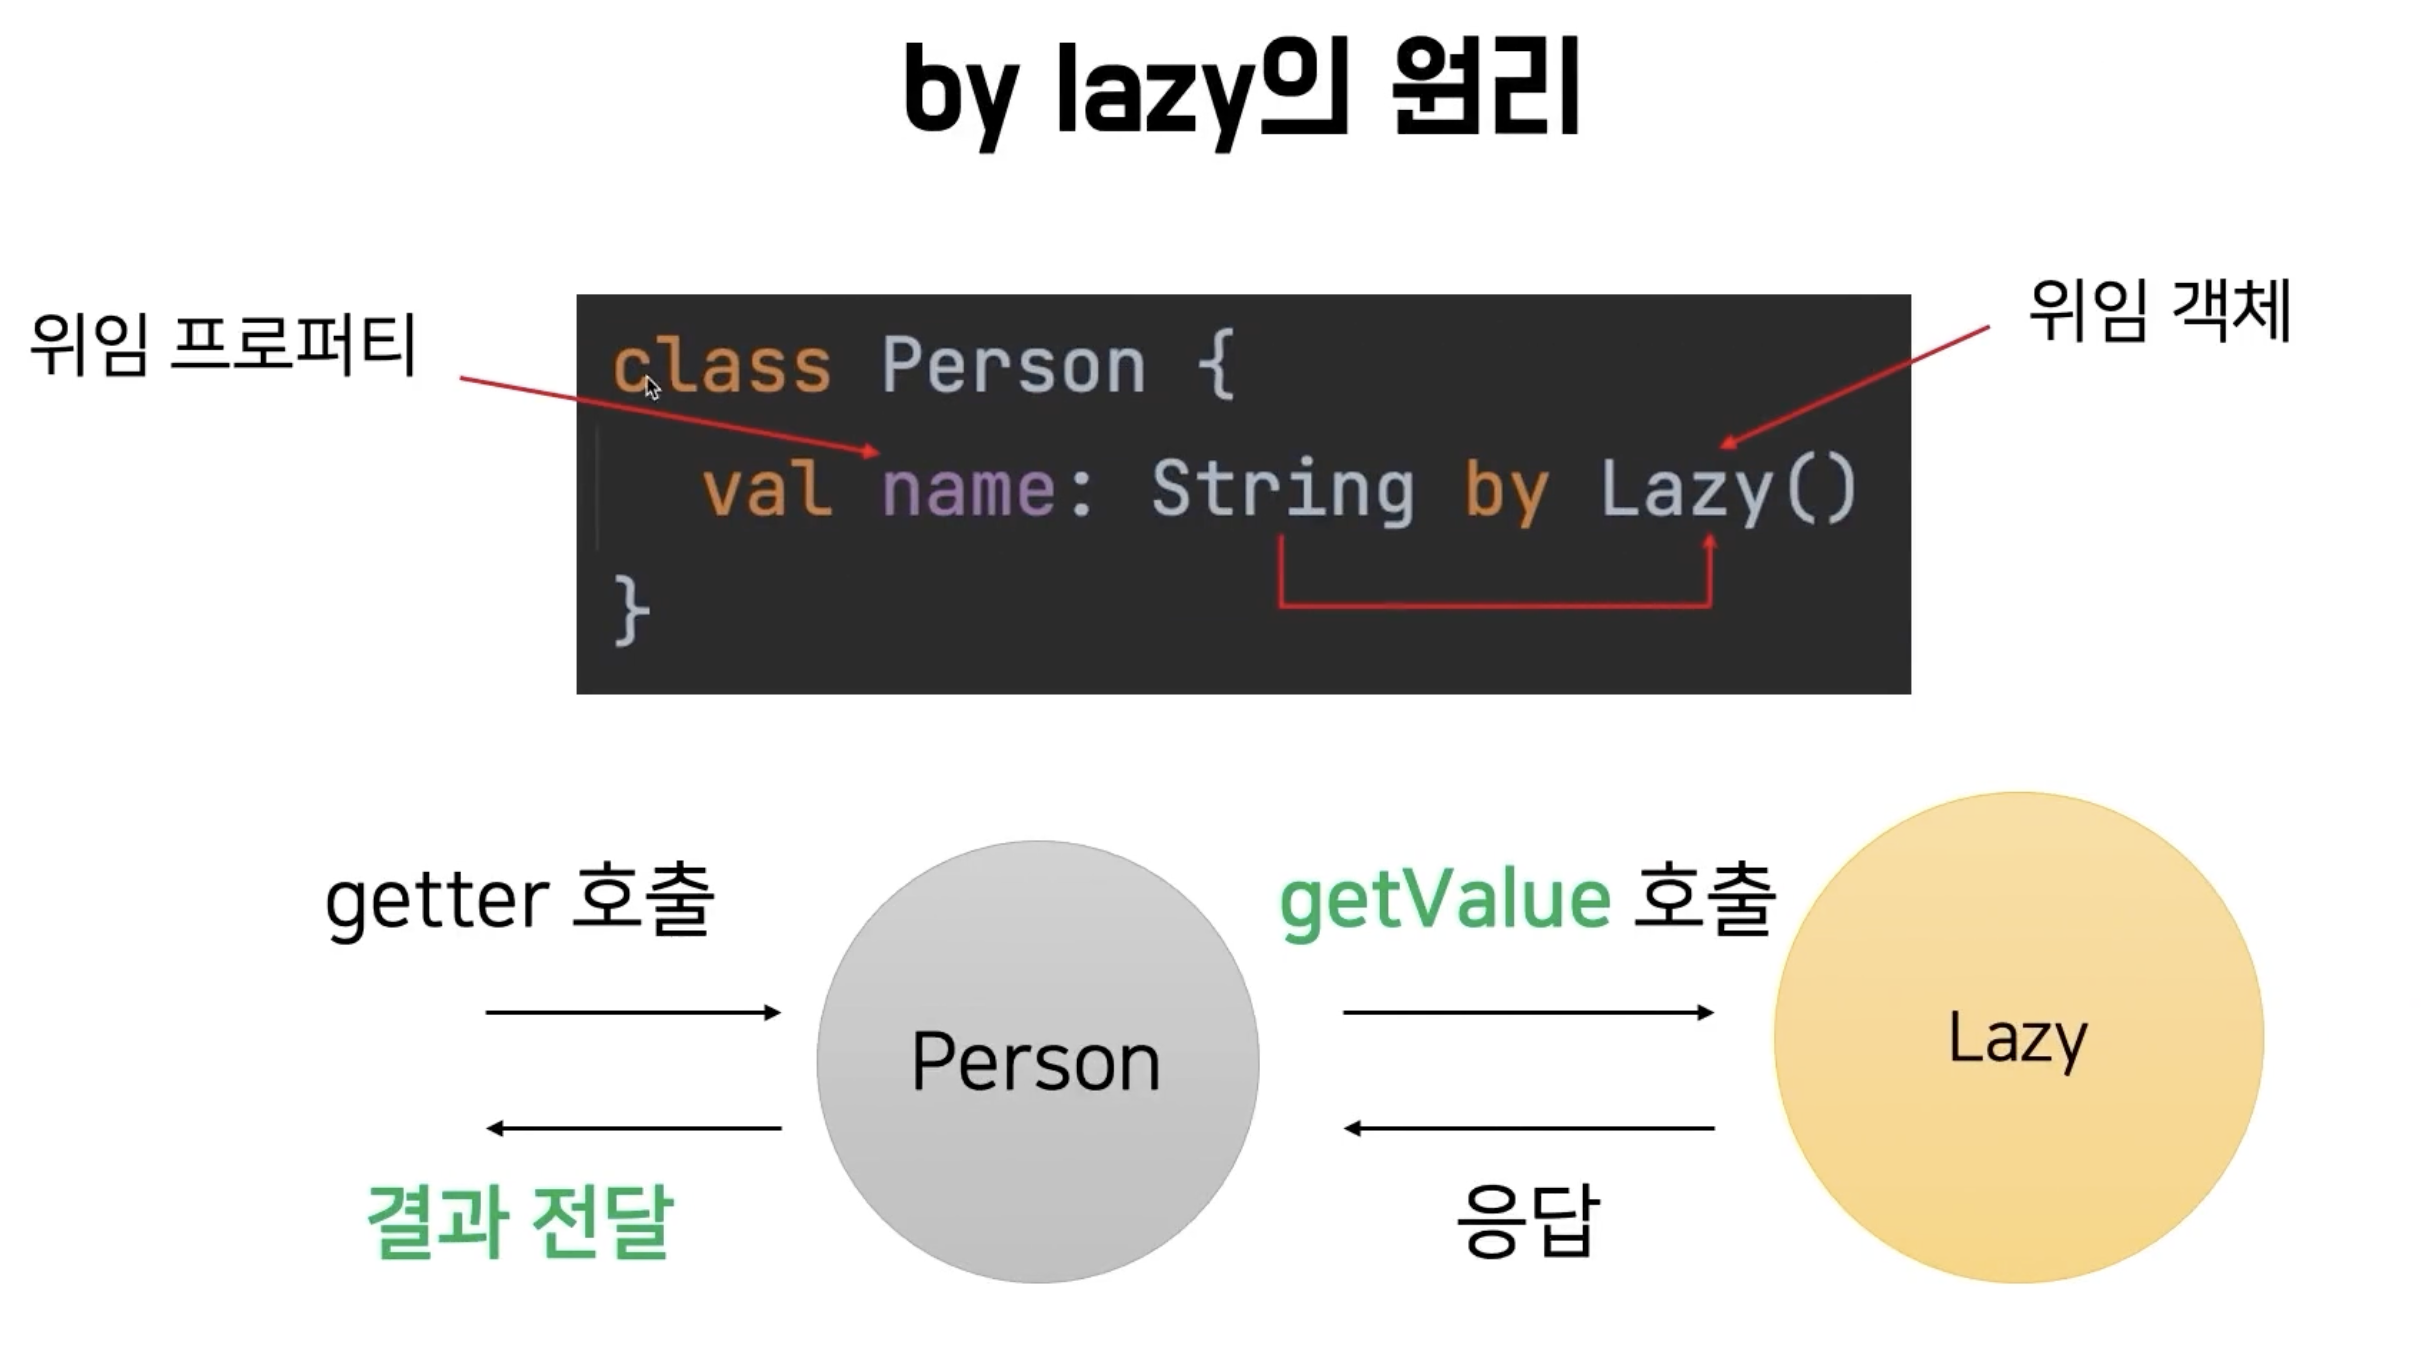 by lazy의 원리
위임 프로퍼티
위임 객체
class Person {
val name: String by Lazy()
}
getter 호출
getValue 호출
Person
Lazy
결과 전달
응답